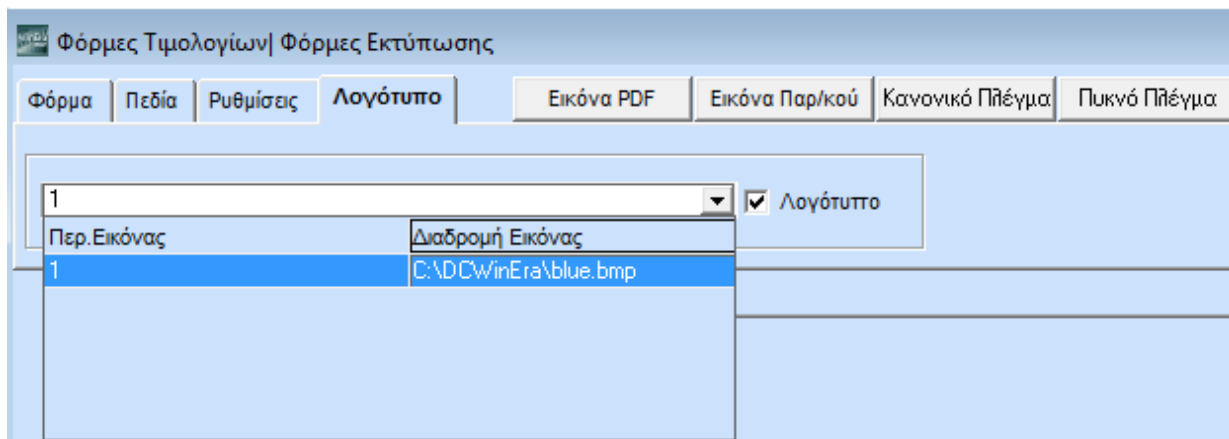 Φόρμες Τιμολογίων| Φόρμες Εκτύπωσης
Φόρμα Πεδία Ρυθμίσεις Λογότυπο Εικόνα PDF Εικόνα Παρ/κού Κανονικό Πλέγμα Πυκνό Πλέγμα
1 Λογότυπο
Περ.Εικόνας Διαδρομή Εικόνας
1 C:\DCWinEra\blue.bmp